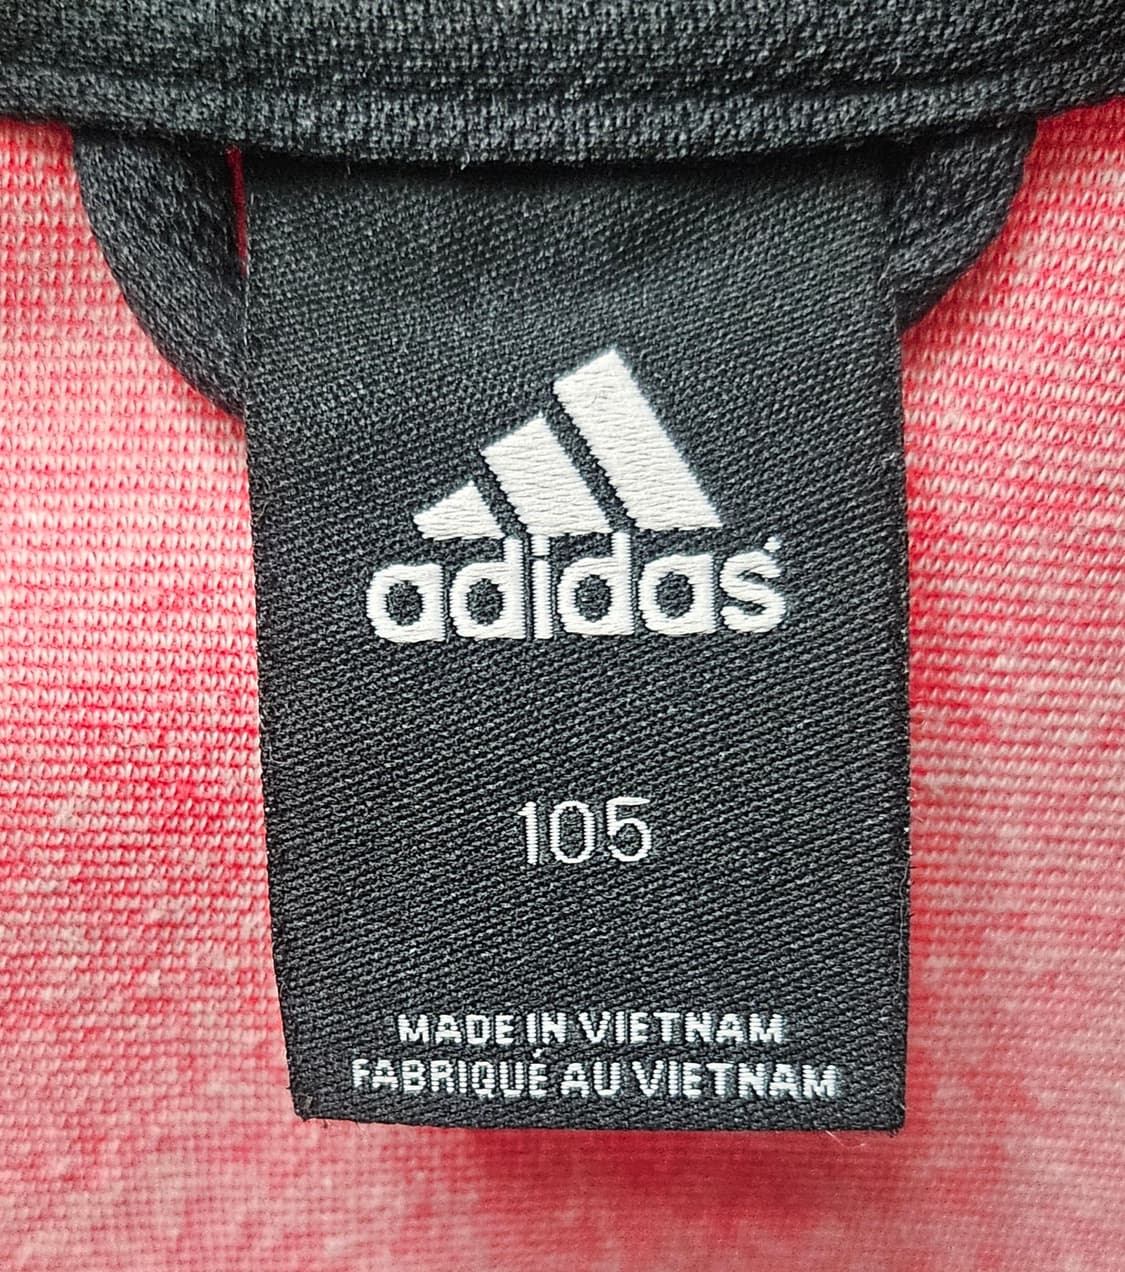 adidas
105
MADE IN VIETNAM
FABRIQUÉ AU VIETNAM